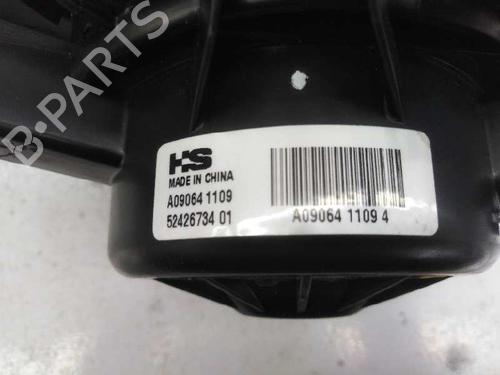 B-PARTS
HS
MADE IN CHINA
A09064 1109
52426734 01
A09064 1109 4